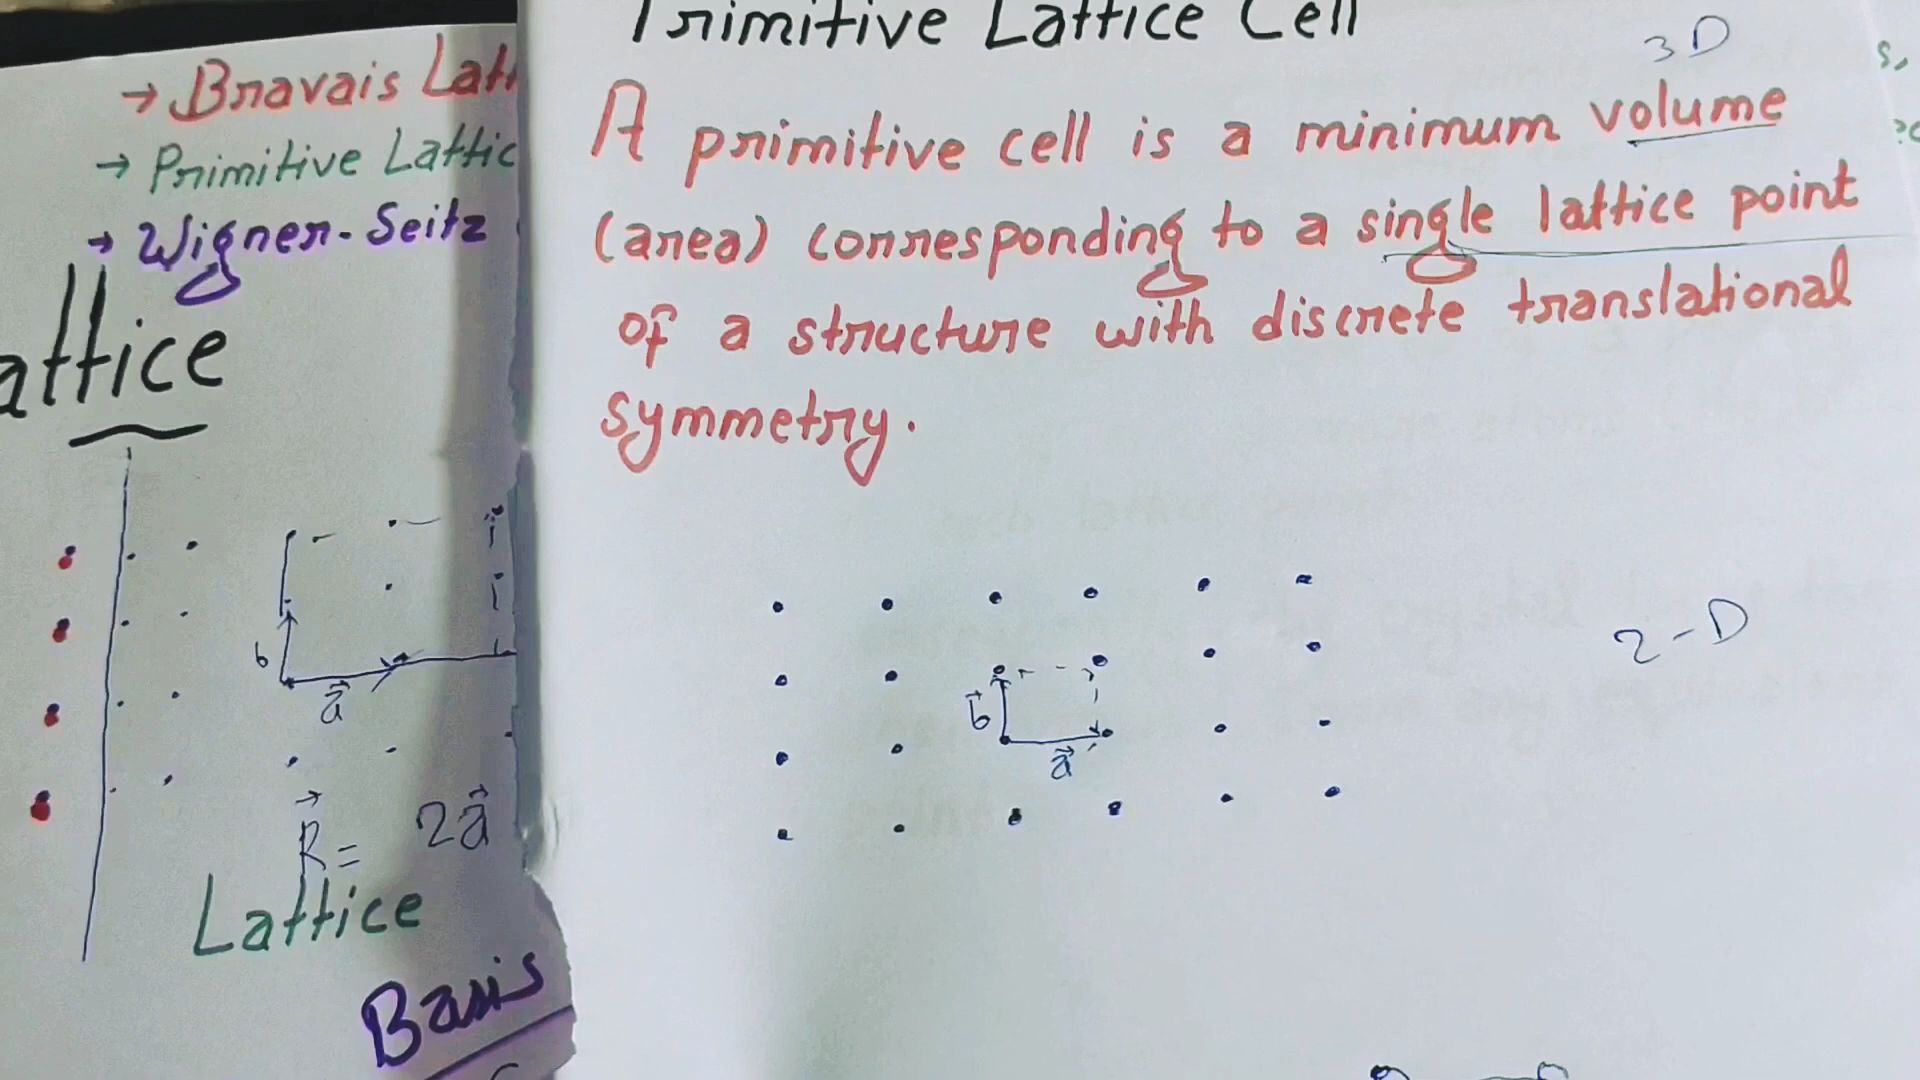 → Bravais Latt
→ Primitive Lattic
→ Wigner-Seitz
attice
b
a⃗
R⃗ = 2a⃗
Lattice
Basis
Primitive Lattice Cell
3D
A primitive cell is a minimum volume
(area) corresponding to a single lattice point
of a structure with discrete translational
symmetry.
2-D
b⃗
a⃗
s,